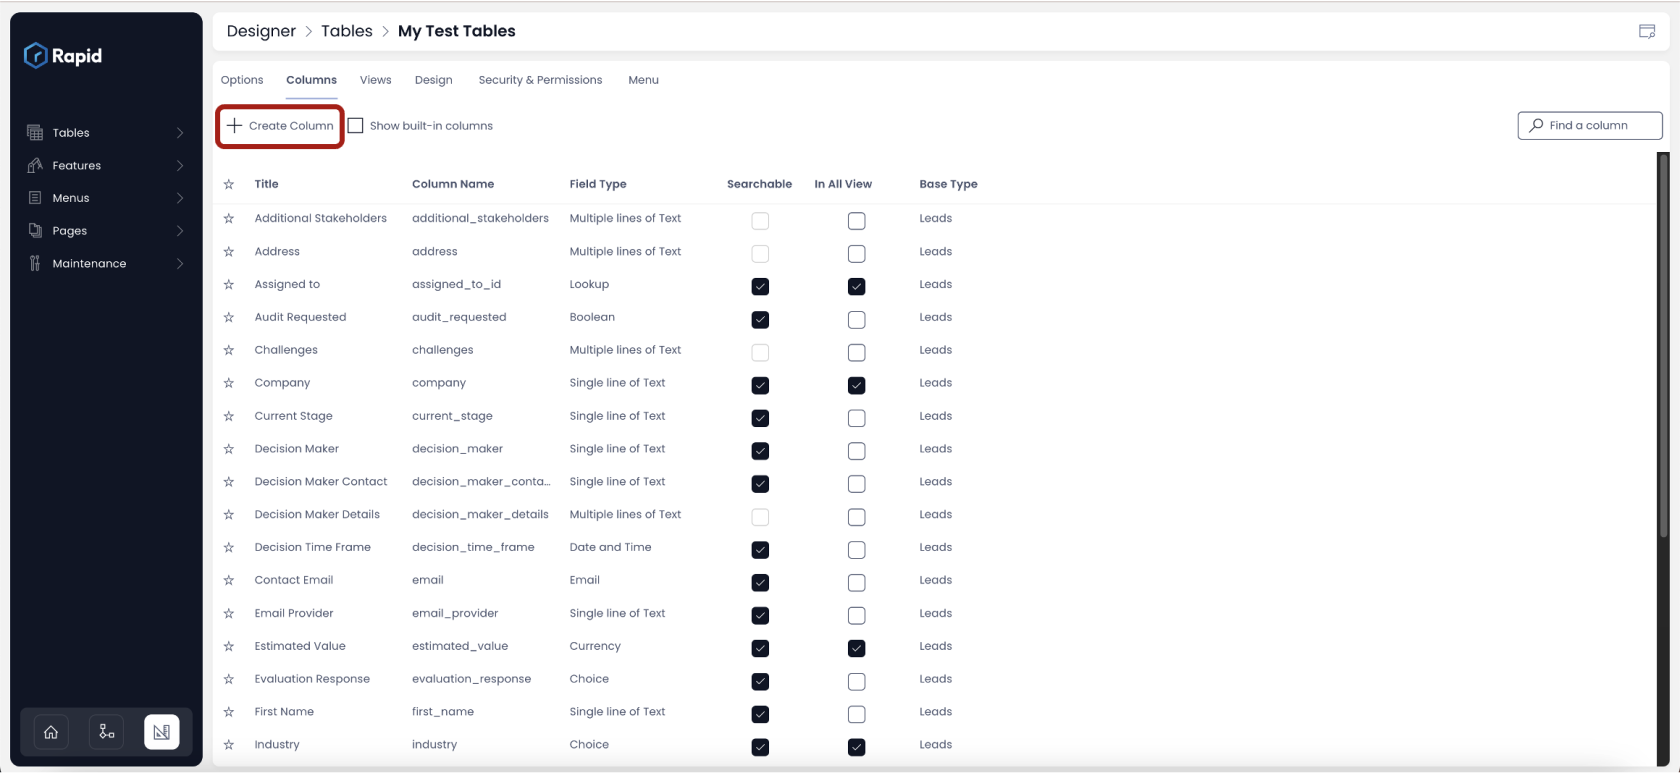 Designer > Tables > My Test Tables
Rapid
Options Columns Views Design Security & Permissions Menu
Create Column Show built-in columns Find a column
Tables
Features
Menus
Pages
Maintenance
Title Column Name Field Type Searchable In All View Base Type
Additional Stakeholders additional_stakeholders Multiple lines of Text Leads
Address address Multiple lines of Text Leads
Assigned to assigned_to_id Lookup Leads
Audit Requested audit_requested Boolean Leads
Challenges challenges Multiple lines of Text Leads
Company company Single line of Text Leads
Current Stage current_stage Single line of Text Leads
Decision Maker decision_maker Single line of Text Leads
Decision Maker Contact decision_maker_conta... Single line of Text Leads
Decision Maker Details decision_maker_details Multiple lines of Text Leads
Decision Time Frame decision_time_frame Date and Time Leads
Contact Email email Email Leads
Email Provider email_provider Single line of Text Leads
Estimated Value estimated_value Currency Leads
Evaluation Response evaluation_response Choice Leads
First Name first_name Single line of Text Leads
Industry industry Choice Leads